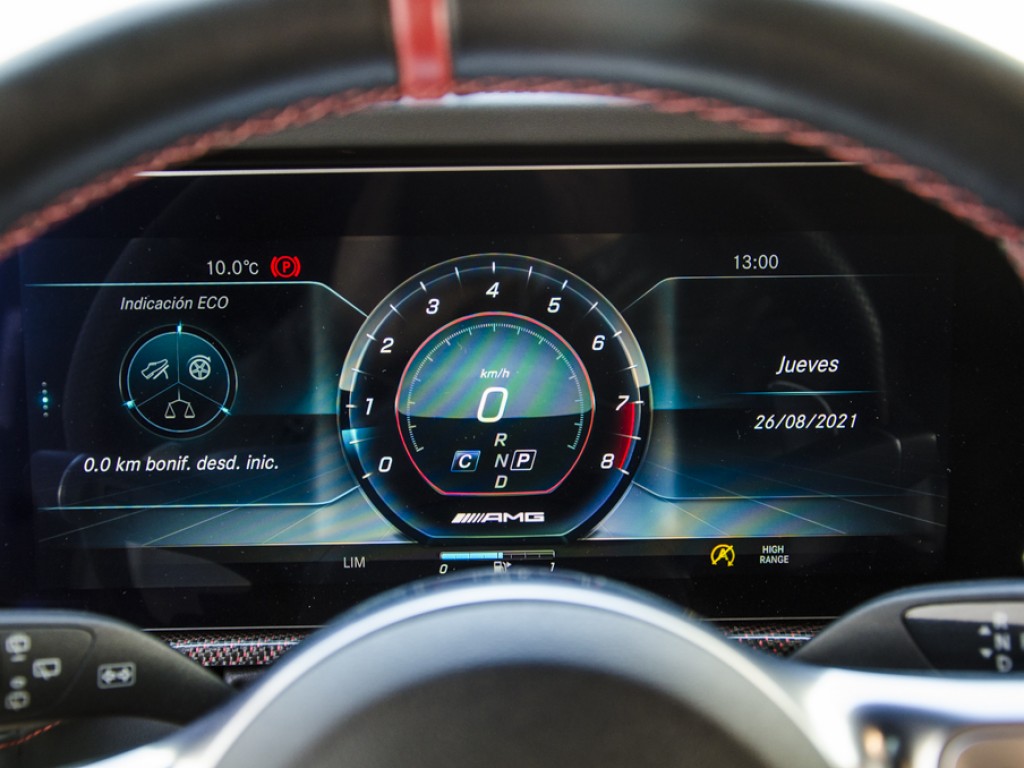 10.0°C
P
13:00
Indicación ECO
0.0 km bonif. desd. inic.
0
1
2
3
4
5
6
7
8
km/h
0
C
R
N P
D
AMG
Jueves
26/08/2021
LIM
0 1
A
HIGH
RANGE
R
N
D